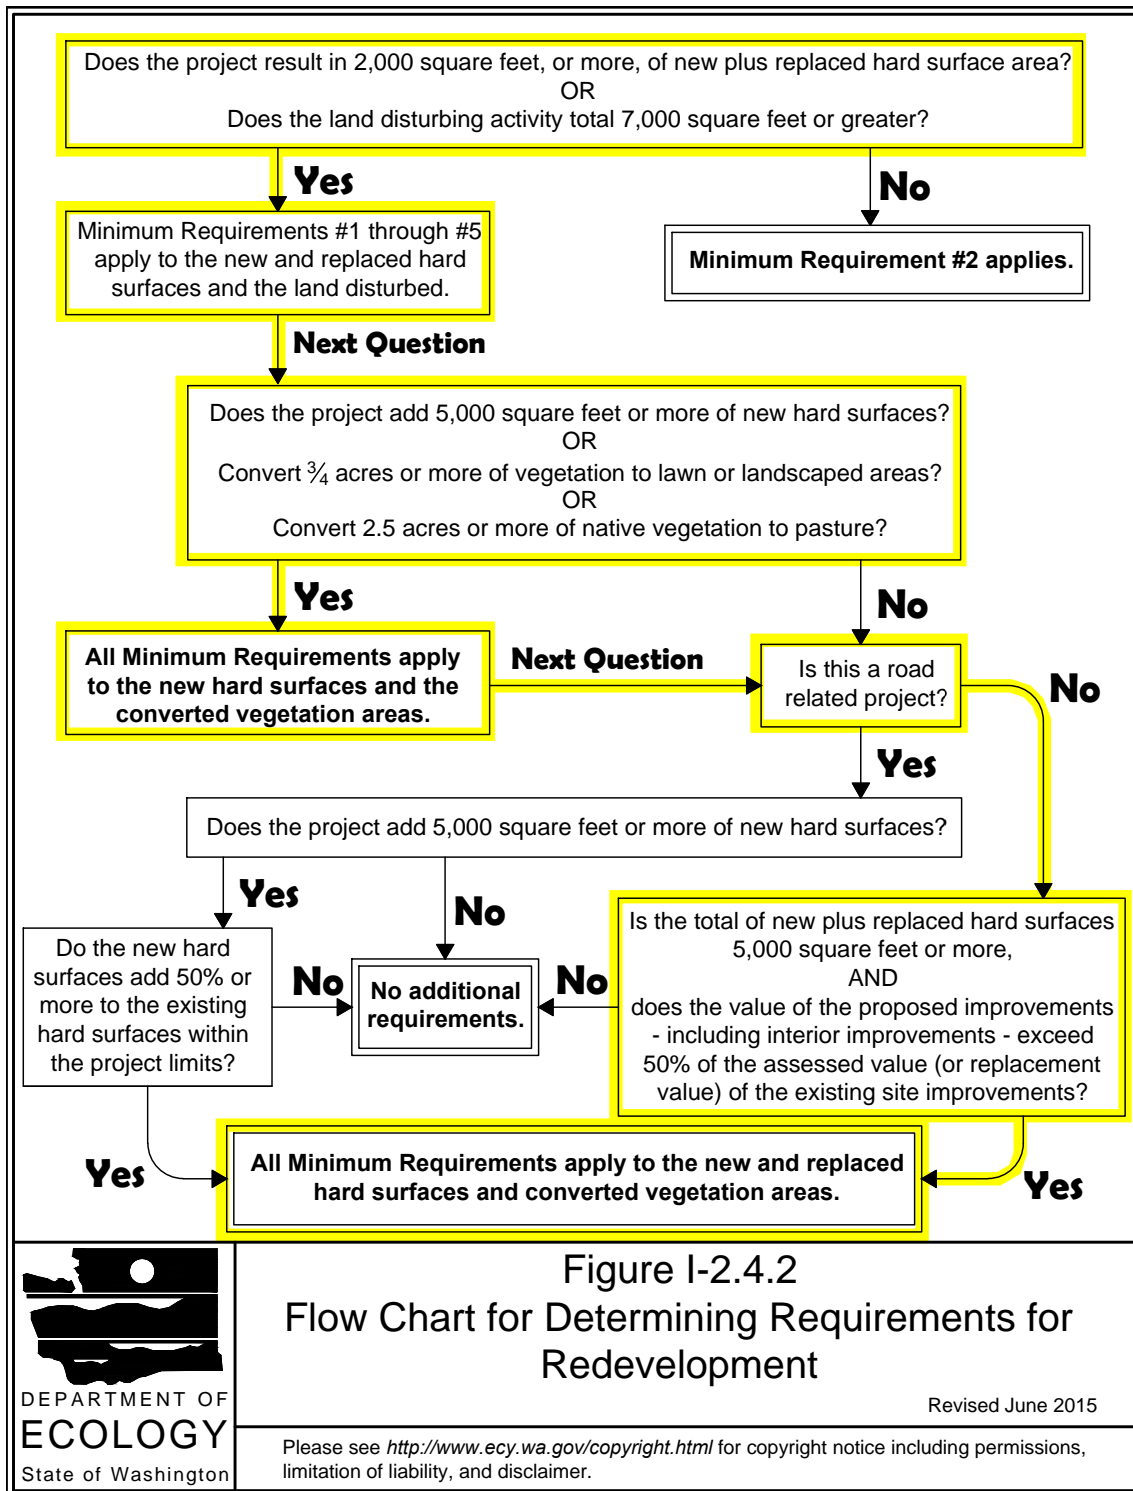 Does the project result in 2,000 square feet, or more, of new plus replaced hard surface area?
OR
Does the land disturbing activity total 7,000 square feet or greater?
Yes
No
Minimum Requirements #1 through #5
apply to the new and replaced hard
surfaces and the land disturbed.
Minimum Requirement #2 applies.
Next Question
Does the project add 5,000 square feet or more of new hard surfaces?
OR
Convert ¾ acres or more of vegetation to lawn or landscaped areas?
OR
Convert 2.5 acres or more of native vegetation to pasture?
Yes
No
All Minimum Requirements apply
to the new hard surfaces and the
converted vegetation areas.
Next Question
Is this a road
related project?
No
Yes
Does the project add 5,000 square feet or more of new hard surfaces?
Yes
No
Do the new hard
surfaces add 50% or
more to the existing
hard surfaces within
the project limits?
No
No additional
requirements.
No
Is the total of new plus replaced hard surfaces
5,000 square feet or more,
AND
does the value of the proposed improvements
- including interior improvements - exceed
50% of the assessed value (or replacement
value) of the existing site improvements?
Yes
All Minimum Requirements apply to the new and replaced
hard surfaces and converted vegetation areas.
Yes
DEPARTMENT OF
ECOLOGY
State of Washington
Figure I-2.4.2
Flow Chart for Determining Requirements for
Redevelopment
Revised June 2015
Please see http://www.ecy.wa.gov/copyright.html for copyright notice including permissions,
limitation of liability, and disclaimer.